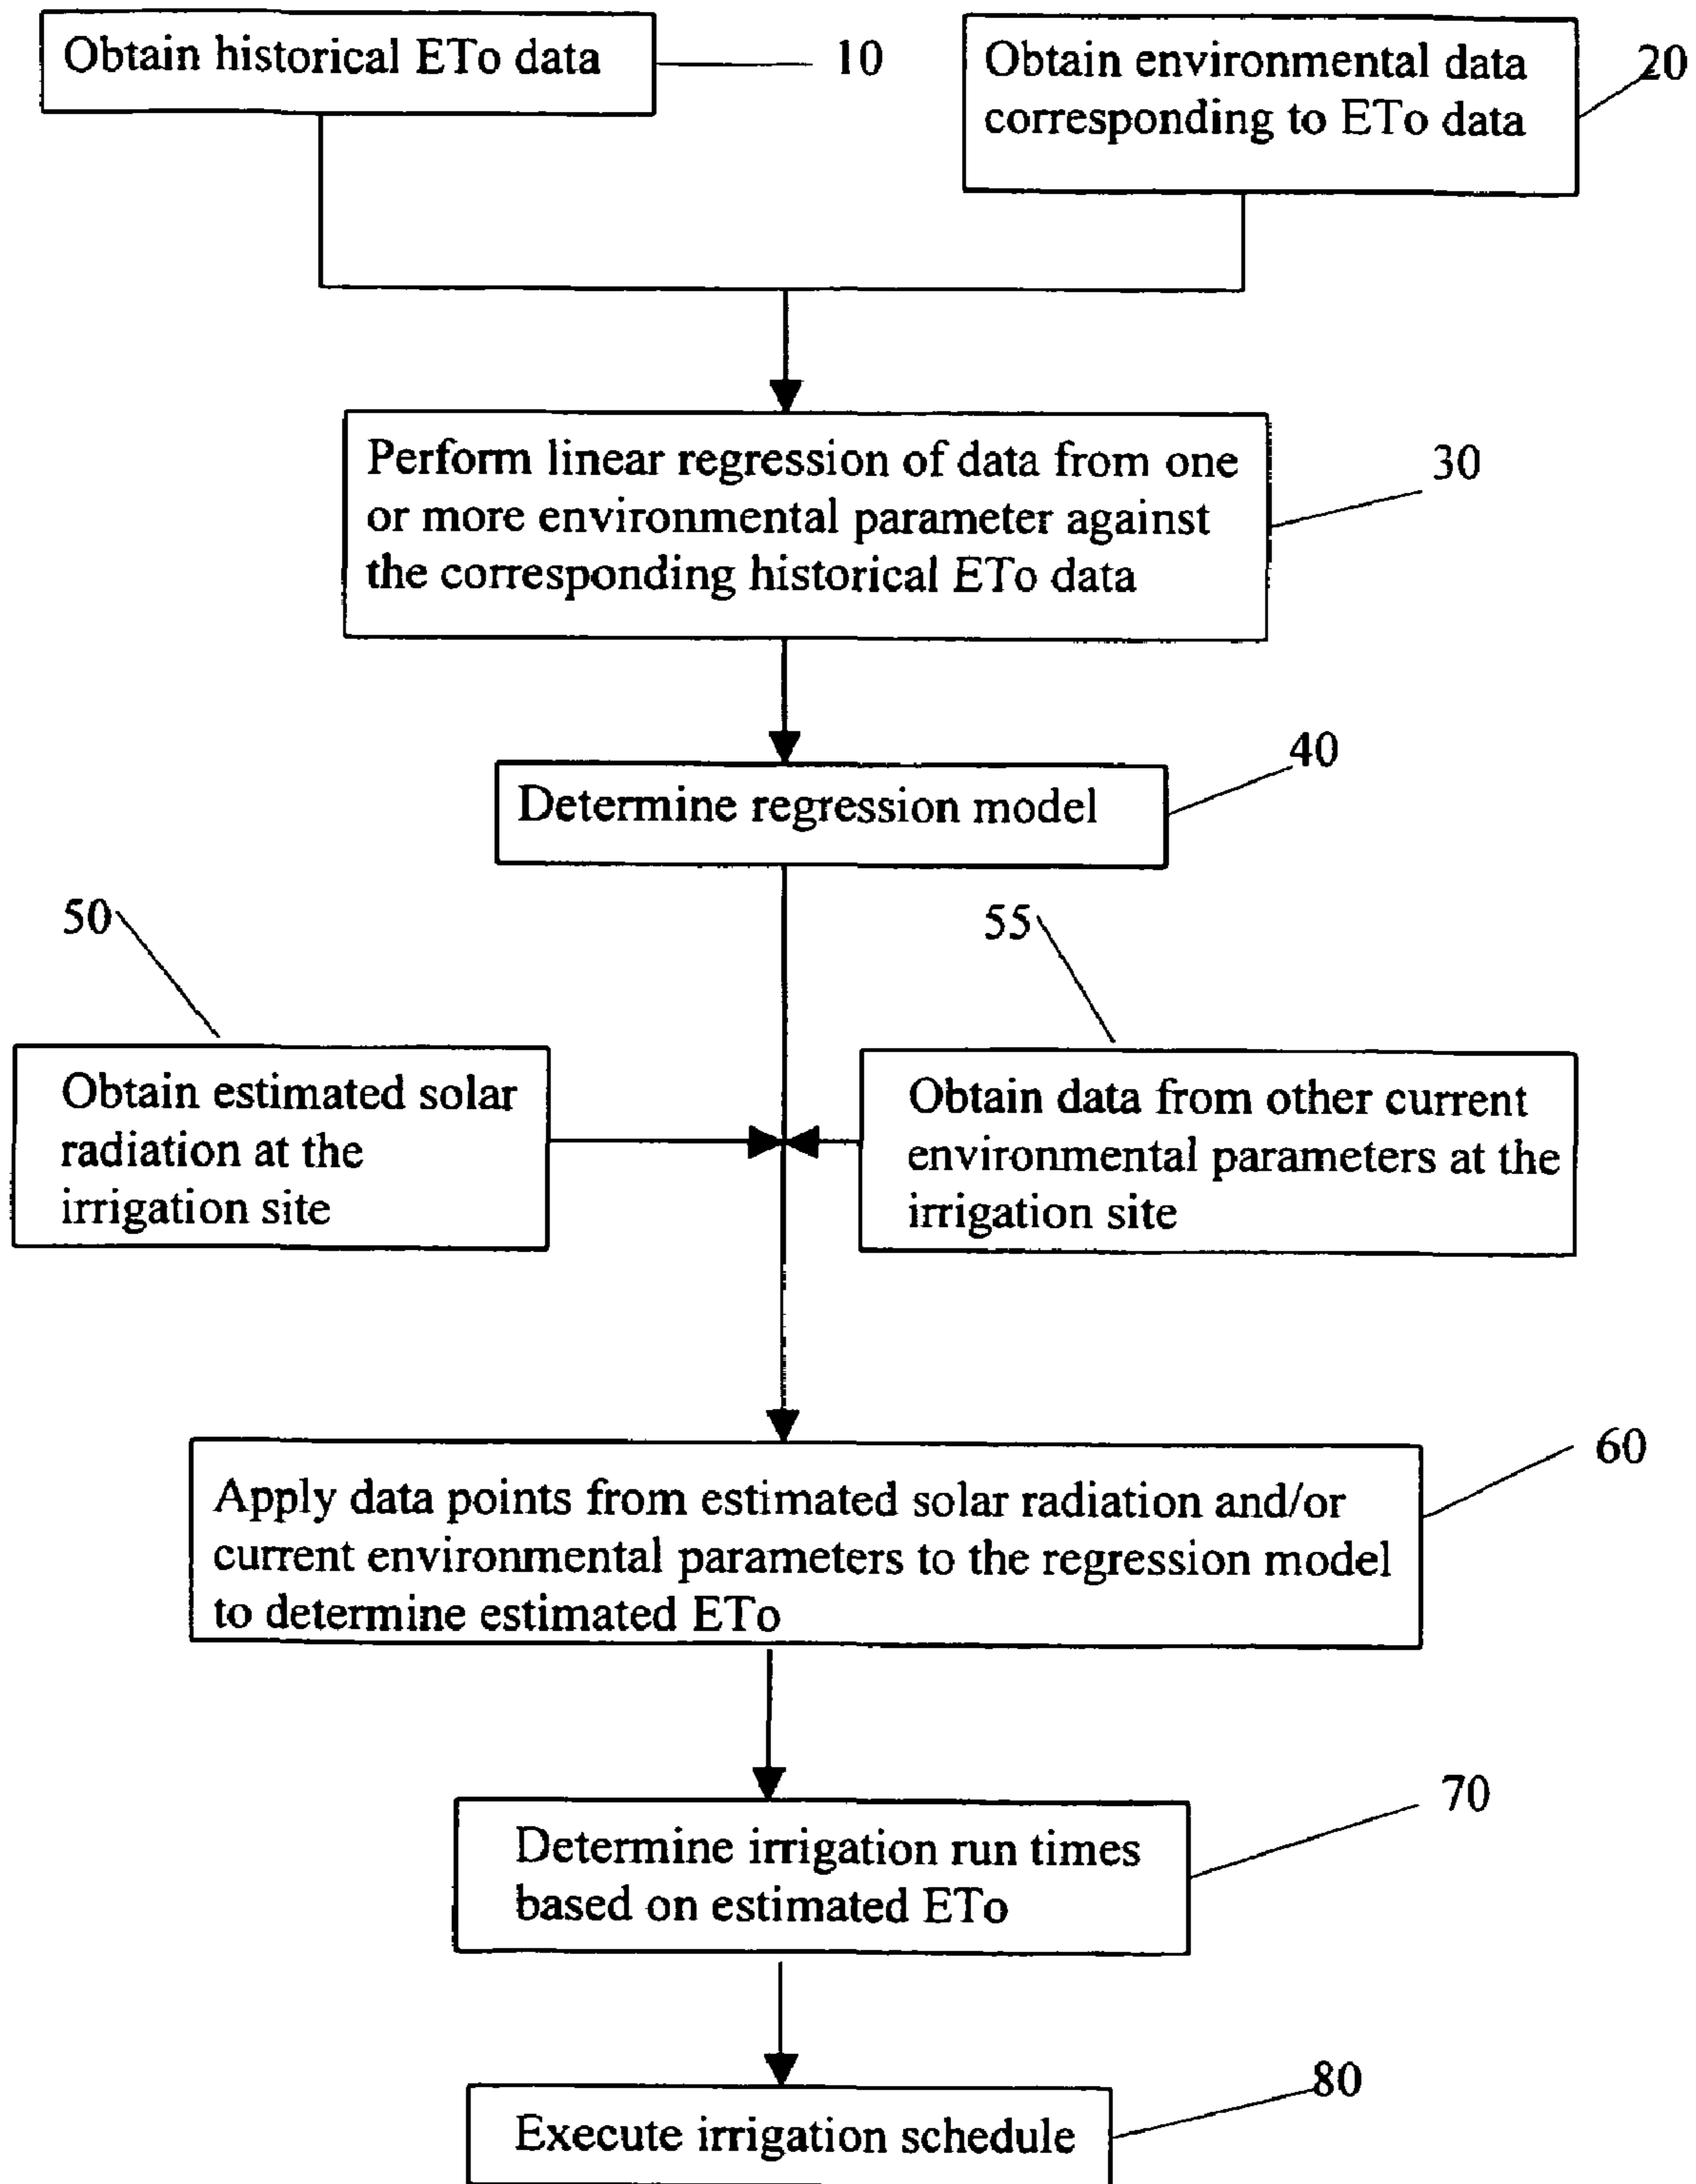 Obtain historical ETo data
10
Obtain environmental data
corresponding to ETo data
20
Perform linear regression of data from one
or more environmental parameter against
the corresponding historical ETo data
30
Determine regression model
40
50
55
Obtain estimated solar
radiation at the
irrigation site
Obtain data from other current
environmental parameters at the
irrigation site
Apply data points from estimated solar radiation and/or
current environmental parameters to the regression model
to determine estimated ETo
60
Determine irrigation run times
based on estimated ETo
70
Execute irrigation schedule
80